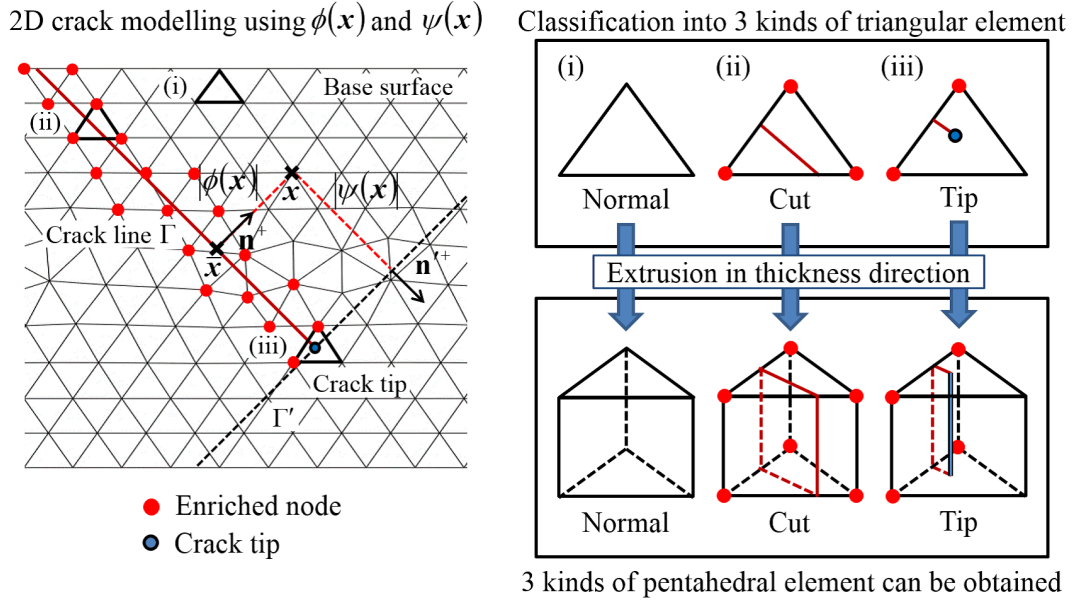 2D crack modelling using ϕ(x) and ψ(x)
(i)
Base surface
(ii)
|ϕ(x)|
x
|ψ(x)|
Crack line Γ
n⁺
x̄
n′⁺
(iii)
Crack tip
Γ′
Enriched node
Crack tip
Classification into 3 kinds of triangular element
(i)
(ii)
(iii)
Normal
Cut
Tip
Extrusion in thickness direction
Normal
Cut
Tip
3 kinds of pentahedral element can be obtained